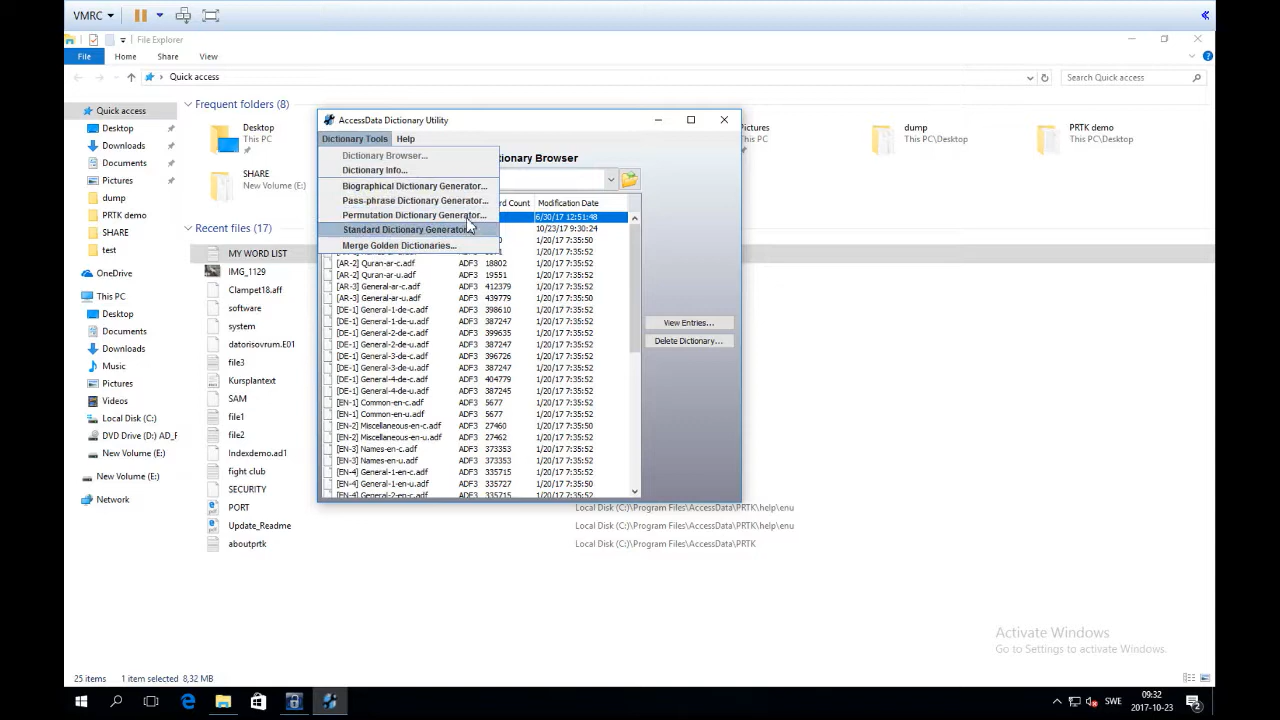 VMRC
File Explorer
File Home Share View
Quick access
Search Quick access
Quick access
Desktop
Downloads
Documents
Pictures
dump
PRTK demo
SHARE
test
OneDrive
This PC
Desktop
Documents
Downloads
Music
Pictures
Videos
Local Disk (C:)
DVD Drive (D:) AD_F
New Volume (E:)
New Volume (E:)
Network
Frequent folders (8)
Desktop
This PC
Pictures
This PC
dump
This PC\Desktop
PRTK demo
This PC\Desktop
SHARE
New Volume (E:)
Recent files (17)
MY WORD LIST
IMG_1129
Clampet18.aff
software
system
datorisovrum.E01
file3
Kursplantext
SAM
file1
file2
Indexdemo.ad1
fight club
SECURITY
PORT
Update_Readme
aboutprtk
Local Disk (C:)\Program Files\AccessData\PRTK\help\enu
Local Disk (C:)\Program Files\AccessData\PRTK\help\enu
Local Disk (C:)\Program Files\AccessData\PRTK
AccessData Dictionary Utility
Dictionary Tools Help
Dictionary Browser...
Dictionary Info...
Biographical Dictionary Generator...
Pass-phrase Dictionary Generator...
Permutation Dictionary Generator...
Standard Dictionary Generator
Merge Golden Dictionaries...
tionary Browser
rd Count Modification Date
6/30/17 12:51:48
10/23/17 9:30:24
1/20/17 7:35:50
1/20/17 7:35:50
[AR-2] Quran-ar-c.adf ADF3 18802 1/20/17 7:35:52
[AR-2] Quran-ar-u.adf ADF3 19551 1/20/17 7:35:52
[AR-3] General-ar-c.adf ADF3 412379 1/20/17 7:35:52
[AR-3] General-ar-u.adf ADF3 439779 1/20/17 7:35:50
[DE-1] General-1-de-c.adf ADF3 398610 1/20/17 7:35:52
[DE-1] General-1-de-u.adf ADF3 387247 1/20/17 7:35:52
[DE-1] General-2-de-c.adf ADF3 399635 1/20/17 7:35:52
[DE-1] General-2-de-u.adf ADF3 387247 1/20/17 7:35:52
[DE-1] General-3-de-c.adf ADF3 396726 1/20/17 7:35:52
[DE-1] General-3-de-u.adf ADF3 387247 1/20/17 7:35:52
[DE-1] General-4-de-c.adf ADF3 404779 1/20/17 7:35:52
[DE-1] General-4-de-u.adf ADF3 387245 1/20/17 7:35:52
[EN-1] Common-en-c.adf ADF3 5677 1/20/17 7:35:52
[EN-1] Common-en-u.adf ADF3 5677 1/20/17 7:35:52
[EN-2] Miscellaneous-en-c.adf ADF3 27460 1/20/17 7:35:52
[EN-2] Miscellaneous-en-u.adf ADF3 27462 1/20/17 7:35:52
[EN-3] Names-en-c.adf ADF3 373353 1/20/17 7:35:52
[EN-3] Names-en-u.adf ADF3 373353 1/20/17 7:35:52
[EN-4] General-1-en-c.adf ADF3 335715 1/20/17 7:35:52
[EN-4] General-1-en-u.adf ADF3 335727 1/20/17 7:35:50
[EN-4] General-2-en-c.adf ADF3 335715 1/20/17 7:35:52
View Entries...
Delete Dictionary...
Activate Windows
Go to Settings to activate Windows.
25 items 1 item selected 8,32 MB
SWE
09:32
2017-10-23
2